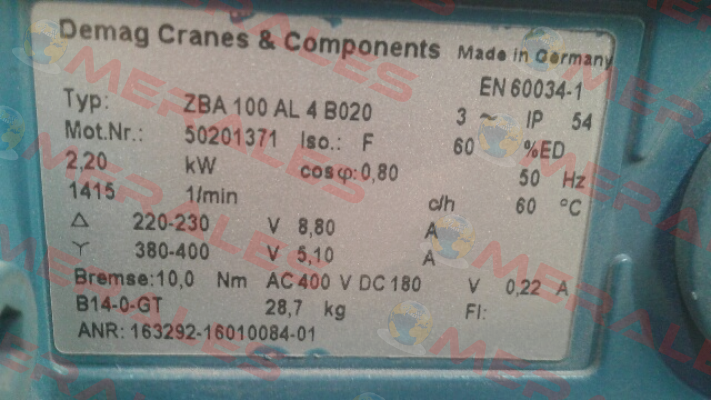 Demag Cranes & Components Made in Germany
EN 60034-1
Typ: ZBA 100 AL 4 B020 3 ~ IP 54
Mot.Nr.: 50201371 Iso.: F 60 %ED
2,20 kW cosφ:0,80 50 Hz
1415 1/min c/h 60 °C
Δ 220-230 V 8,80 A
Y 380-400 V 5,10 A
Bremse:10,0 Nm AC 400 V DC 180 V 0,22 A
B14-0-GT 28,7 kg FI:
ANR: 163292-16010084-01
MERALES